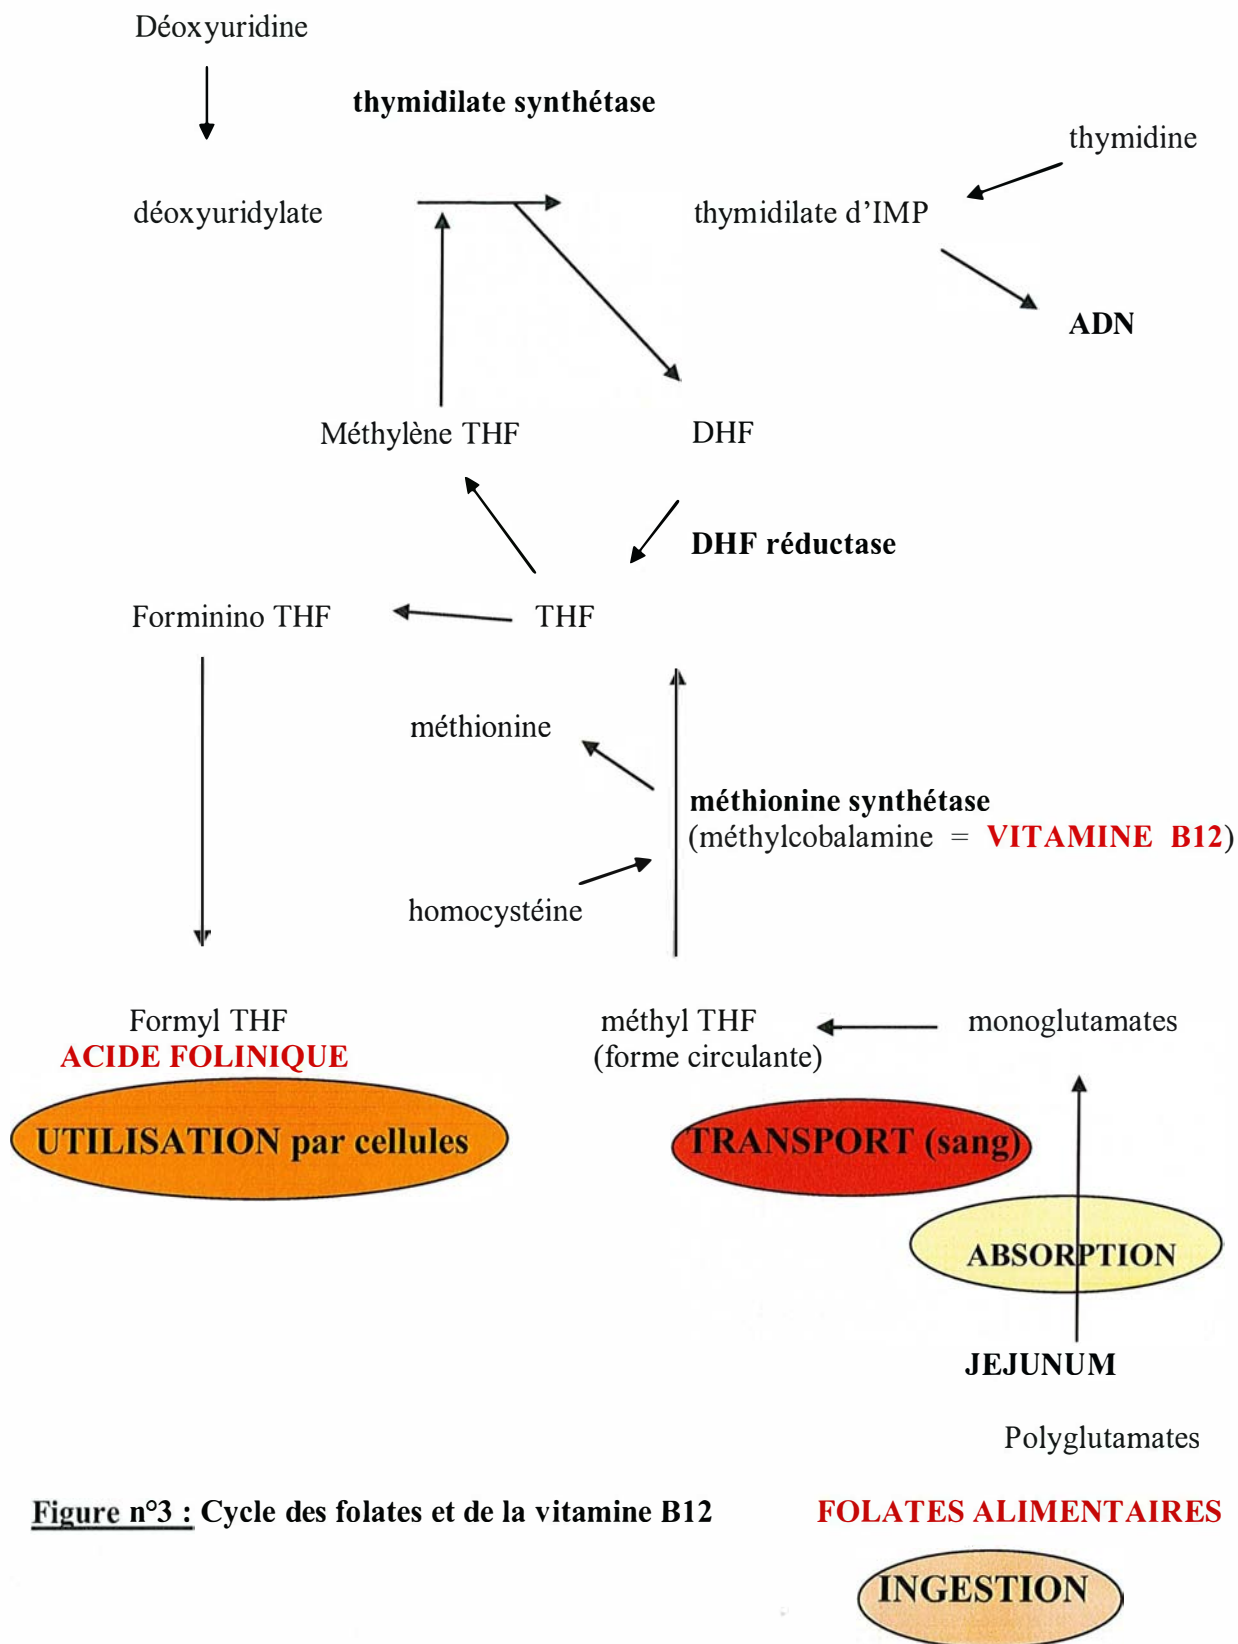 Déoxyuridine
thymidilate synthétase
thymidine
déoxyuridylate
thymidilate d'IMP
ADN
Méthylène THF
DHF
DHF réductase
Forminino THF
THF
méthionine
méthionine synthétase
(méthylcobalamine = VITAMINE B12)
homocystéine
Formyl THF
ACIDE FOLINIQUE
méthyl THF
(forme circulante)
monoglutamates
UTILISATION par cellules
TRANSPORT (sang)
ABSORPTION
JEJUNUM
Polyglutamates
Figure n°3 : Cycle des folates et de la vitamine B12
FOLATES ALIMENTAIRES
INGESTION